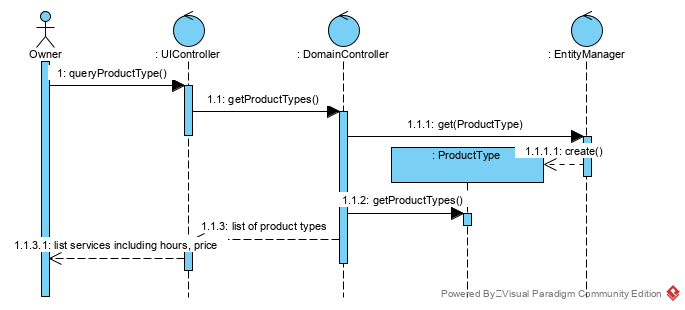 Owner
: UIController
: DomainController
: EntityManager
1: queryProductType()
1.1: getProductTypes()
1.1.1: get(ProductType)
: ProductType
1.1.1.1: create()
1.1.2: getProductTypes()
1.1.3: list of product types
1.1.3.1: list services including hours, price
Powered By Visual Paradigm Community Edition